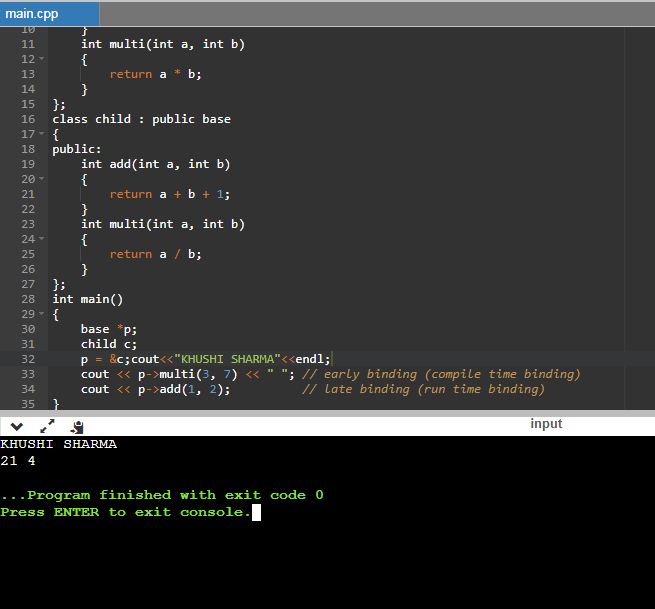 main.cpp
10 }
11 int multi(int a, int b)
12 {
13 return a * b;
14 }
15 };
16 class child : public base
17 {
18 public:
19 int add(int a, int b)
20 {
21 return a + b + 1;
22 }
23 int multi(int a, int b)
24 {
25 return a / b;
26 }
27 };
28 int main()
29 {
30 base *p;
31 child c;
32 p = &c;cout<<"KHUSHI SHARMA"<<endl;
33 cout << p->multi(3, 7) << " "; // early binding (compile time binding)
34 cout << p->add(1, 2); // late binding (run time binding)
35 }
input
KHUSHI SHARMA
21 4
...Program finished with exit code 0
Press ENTER to exit console.